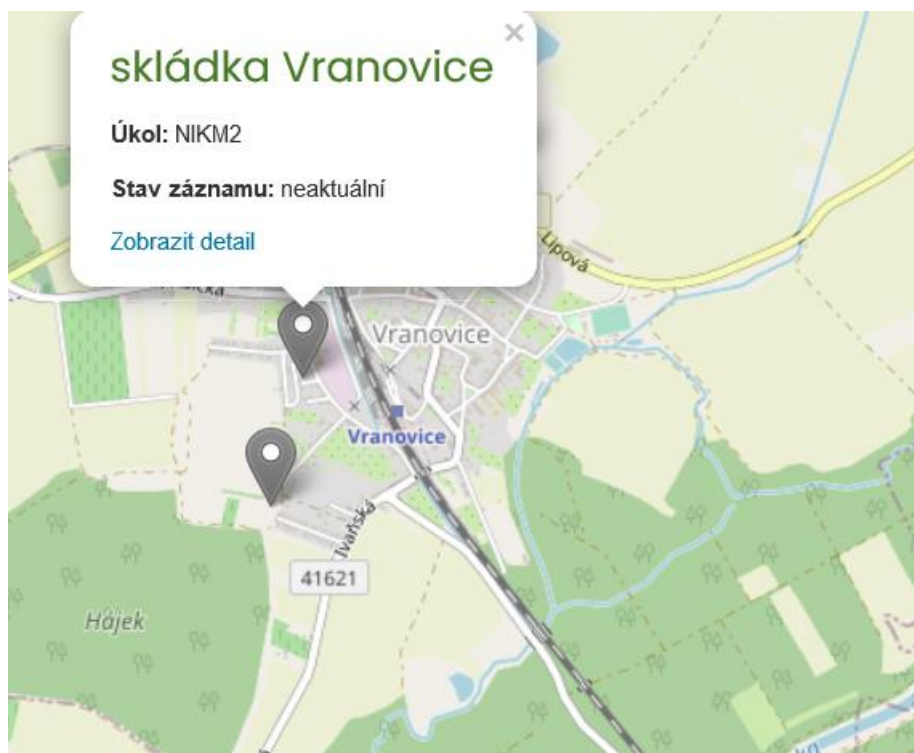 ×
skládka Vranovice
Úkol: NIKM2
Stav záznamu: neaktuální
Zobrazit detail
Lipová
Vranovice
Vranovice
Ivaňská
41621
Hájek